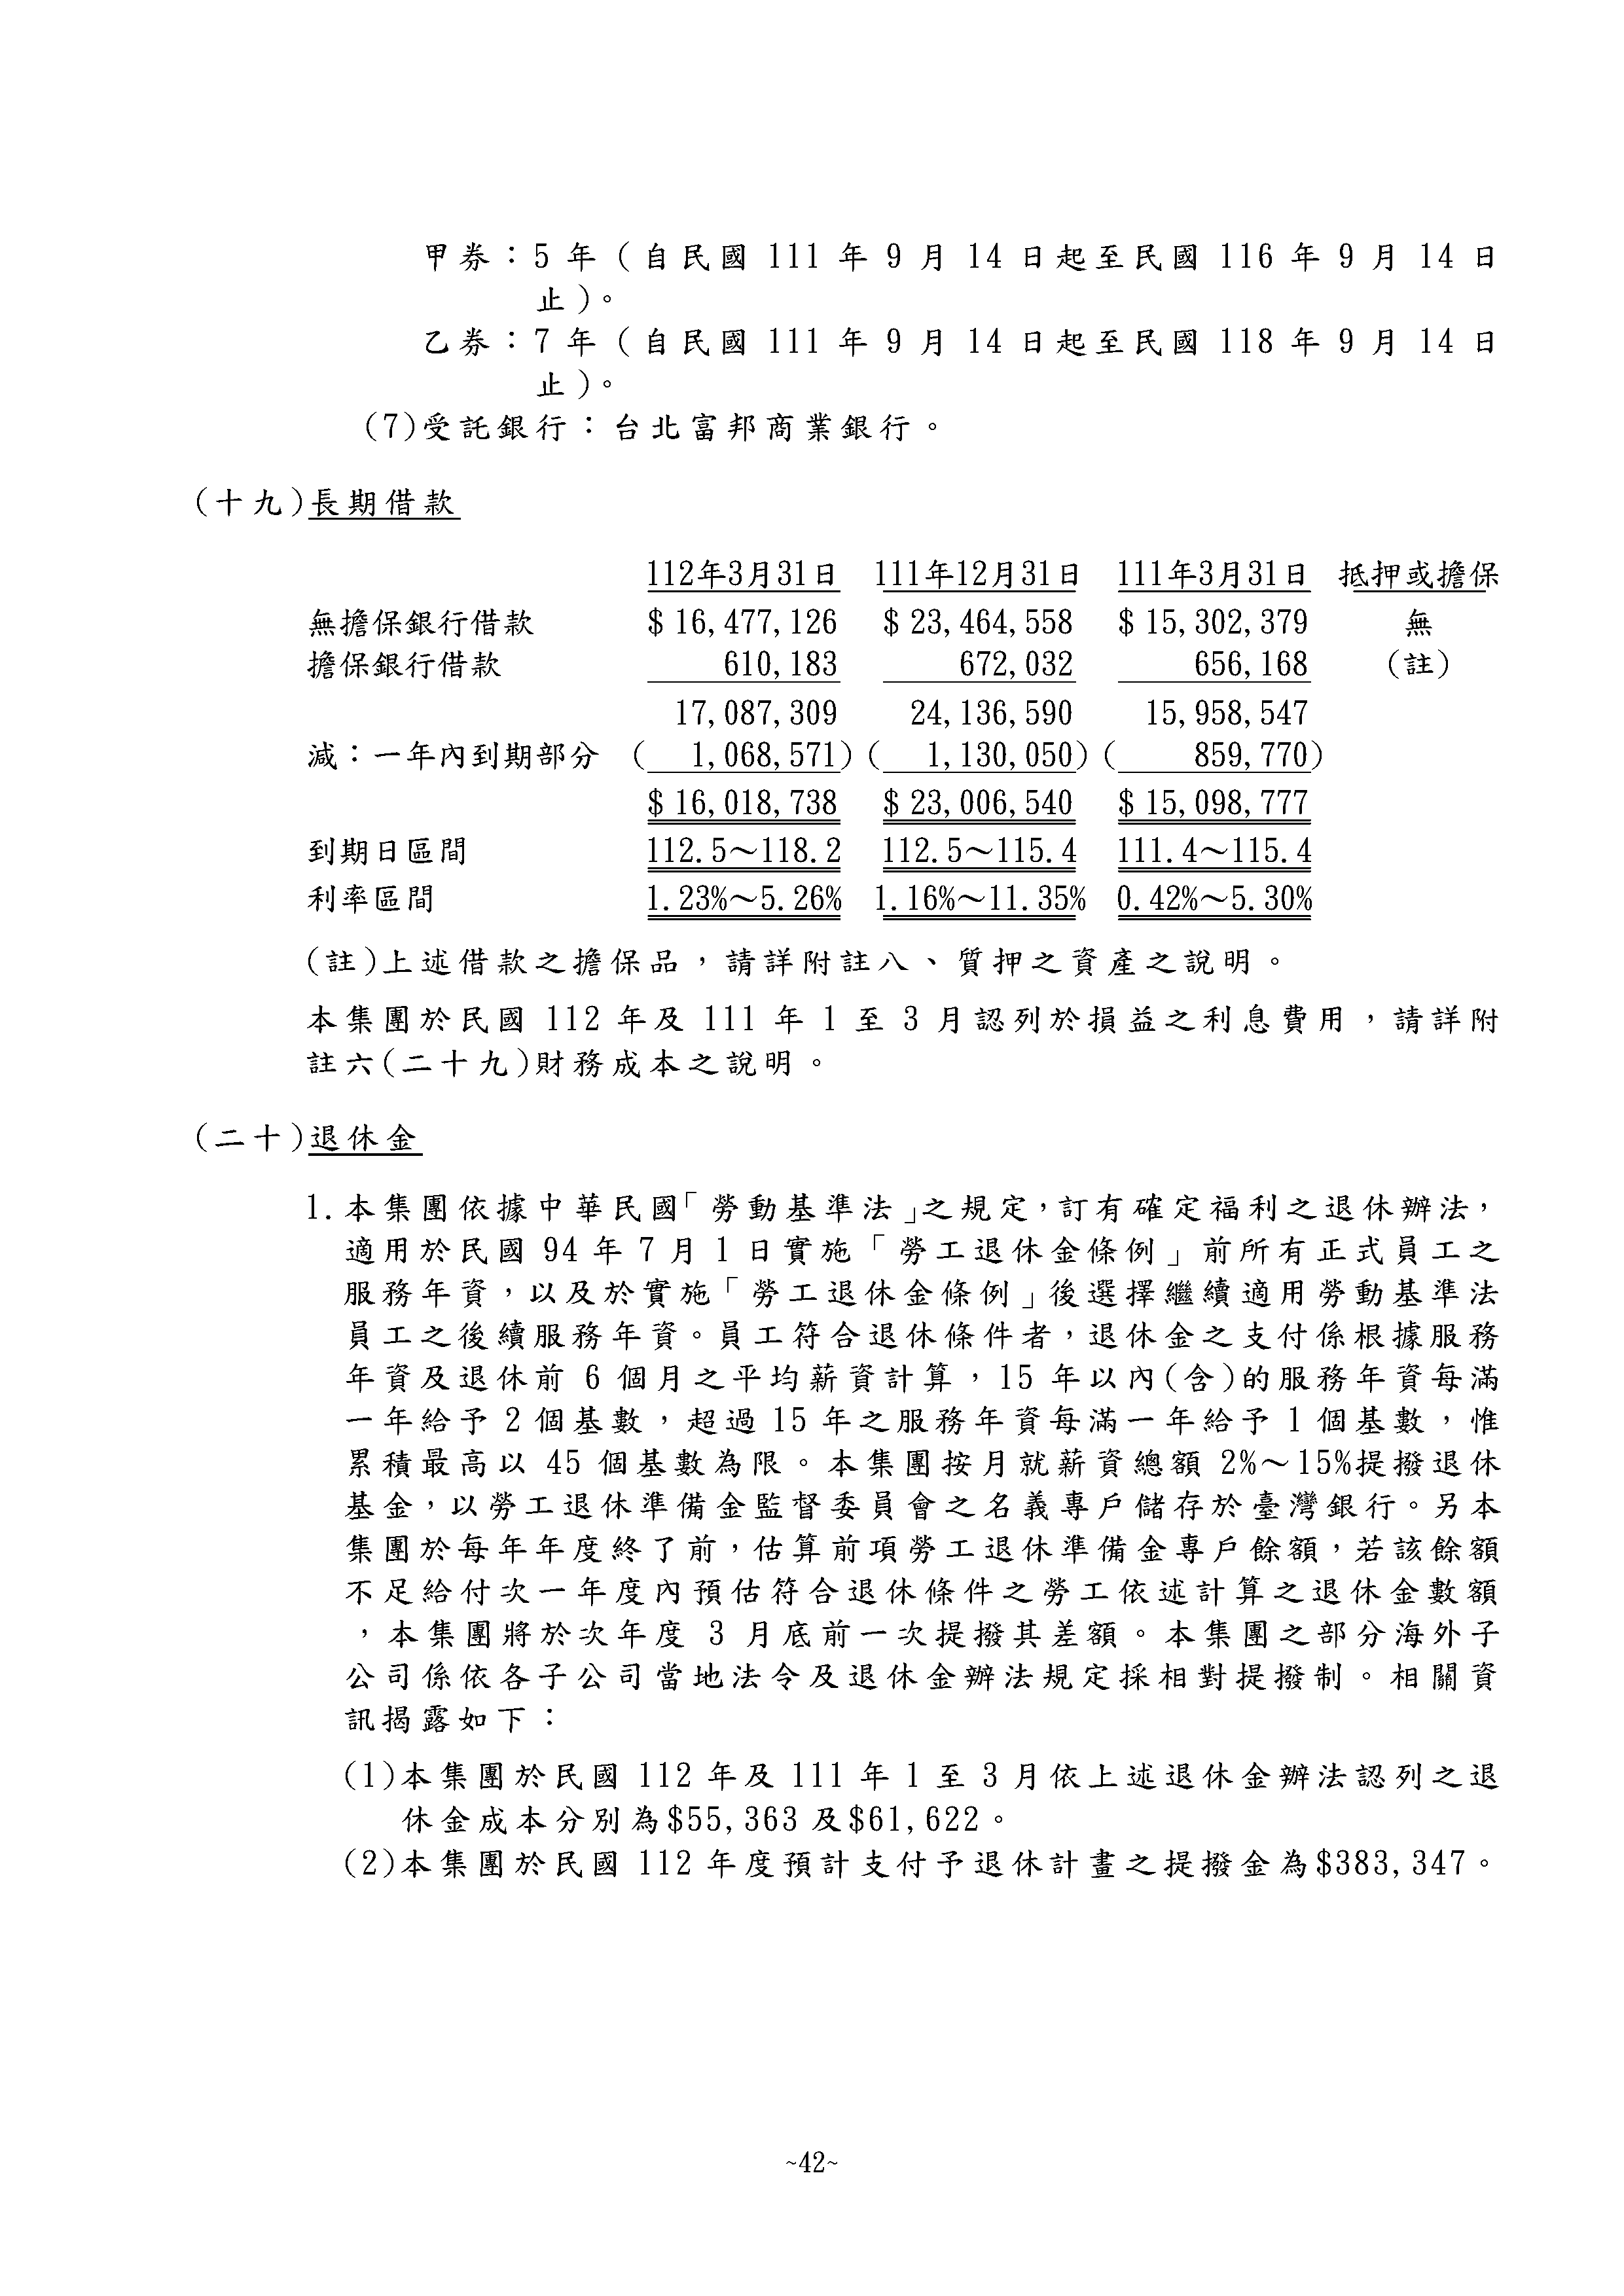 甲券：5 年（自民國 111 年 9 月 14 日起至民國 116 年 9 月 14 日
止)。
乙券：7 年（自民國 111 年 9 月 14 日起至民國 118 年 9 月 14 日
止)。
(7)受託銀行：台北富邦商業銀行。
(十九)長期借款
112年3月31日 111年12月31日 111年3月31日 抵押或擔保
無擔保銀行借款 $ 16,477,126 $ 23,464,558 $ 15,302,379 無
擔保銀行借款 610,183 672,032 656,168 (註)
17,087,309 24,136,590 15,958,547
減：一年內到期部分 ( 1,068,571) ( 1,130,050) ( 859,770)
$ 16,018,738 $ 23,006,540 $ 15,098,777
到期日區間 112.5～118.2 112.5～115.4 111.4～115.4
利率區間 1.23%～5.26% 1.16%～11.35% 0.42%～5.30%
(註)上述借款之擔保品，請詳附註八、質押之資產之說明。
本集團於民國 112 年及 111 年 1 至 3 月認列於損益之利息費用，請詳附
註六(二十九)財務成本之說明。
(二十)退休金
1.本集團依據中華民國「勞動基準法」之規定，訂有確定福利之退休辦法，
適用於民國 94 年 7 月 1 日實施「勞工退休金條例」前所有正式員工之
服務年資，以及於實施「勞工退休金條例」後選擇繼續適用勞動基準法
員工之後續服務年資。員工符合退休條件者，退休金之支付係根據服務
年資及退休前 6 個月之平均薪資計算，15 年以內(含)的服務年資每滿
一年給予 2 個基數，超過 15 年之服務年資每滿一年給予 1 個基數，惟
累積最高以 45 個基數為限。本集團按月就薪資總額 2%～15%提撥退休
基金，以勞工退休準備金監督委員會之名義專戶儲存於臺灣銀行。另本
集團於每年年度終了前，估算前項勞工退休準備金專戶餘額，若該餘額
不足給付次一年度內預估符合退休條件之勞工依述計算之退休金數額
，本集團將於次年度 3 月底前一次提撥其差額。本集團之部分海外子
公司係依各子公司當地法令及退休金辦法規定採相對提撥制。相關資
訊揭露如下：
(1)本集團於民國 112 年及 111 年 1 至 3 月依上述退休金辦法認列之退
休金成本分別為$55,363 及$61,622。
(2)本集團於民國 112 年度預計支付予退休計畫之提撥金為$383,347。
~42~